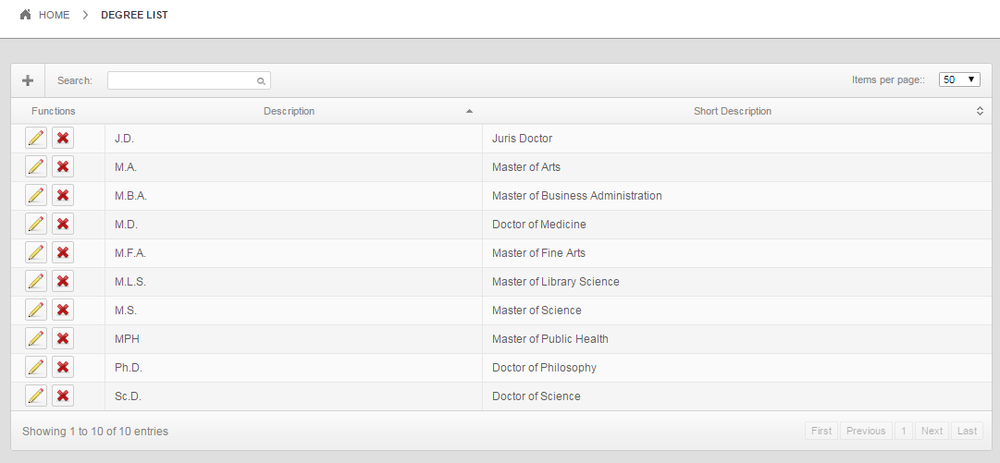 HOME DEGREE LIST
Search: Items per page:: 50
Functions Description Short Description
J.D. Juris Doctor
M.A. Master of Arts
M.B.A. Master of Business Administration
M.D. Doctor of Medicine
M.F.A. Master of Fine Arts
M.L.S. Master of Library Science
M.S. Master of Science
MPH Master of Public Health
Ph.D. Doctor of Philosophy
Sc.D. Doctor of Science
Showing 1 to 10 of 10 entries First Previous 1 Next Last